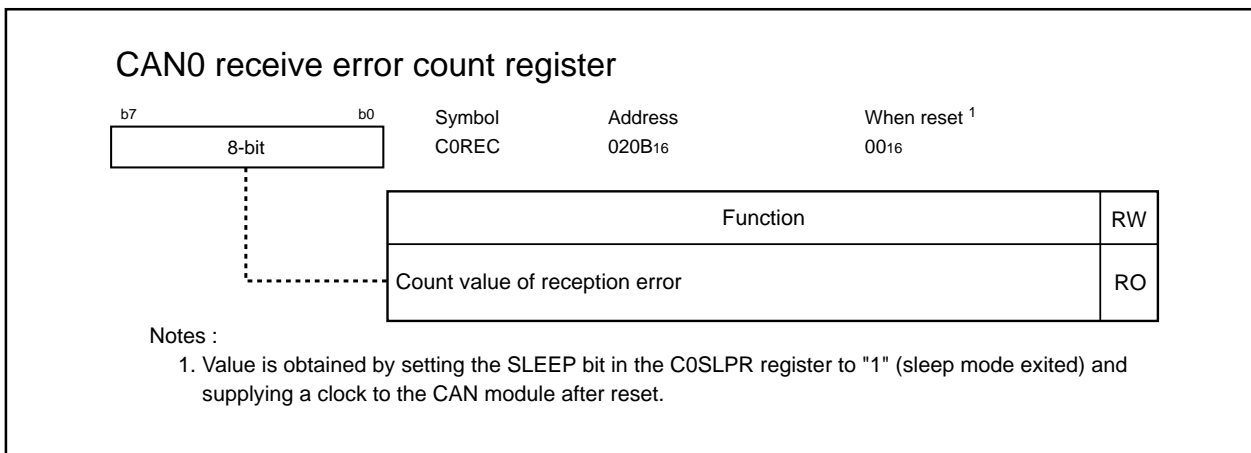 CAN0 receive error count register
b7 b0 Symbol Address When reset 1
8-bit C0REC 020B16 0016
Function RW
Count value of reception error RO
Notes :
1. Value is obtained by setting the SLEEP bit in the C0SLPR register to "1" (sleep mode exited) and
supplying a clock to the CAN module after reset.